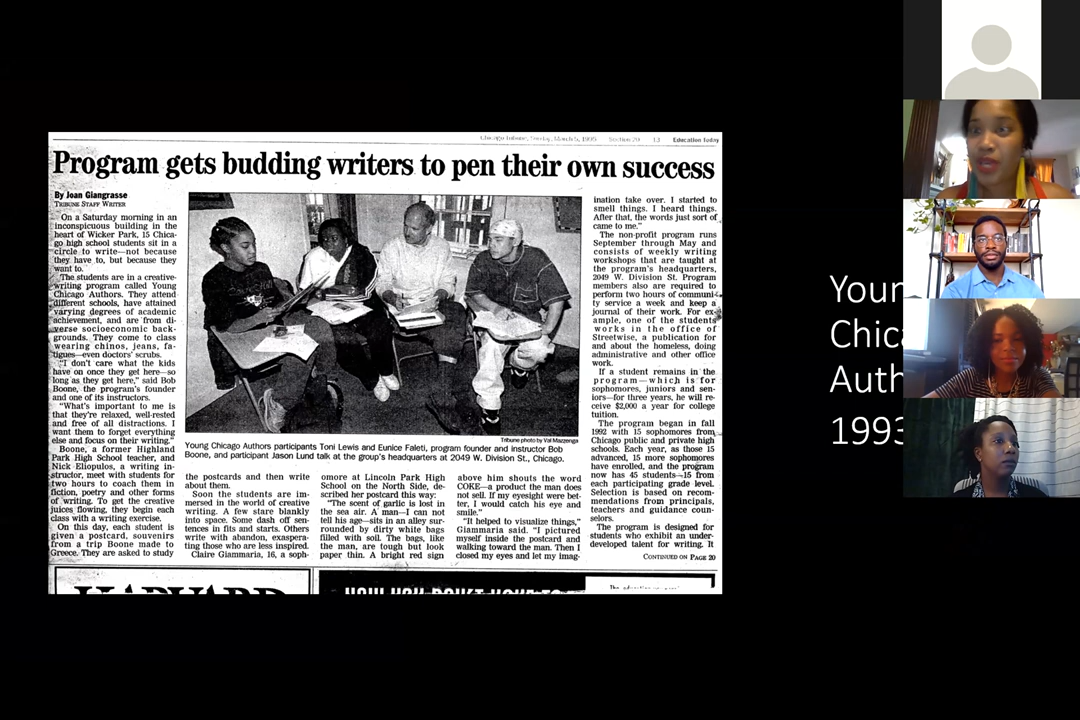 Chicago Tribune, Sunday, March 5, 1995 Section 29 13 Education Today
Program gets budding writers to pen their own success
By Joan Giangrasse
TRIBUNE STAFF WRITER
On a Saturday morning in an
inconspicuous building in the
heart of Wicker Park, 15 Chica-
go high school students sit in a
circle to write—not because
they have to, but because they
want to.
The students are in a creative-
writing program called Young
Chicago Authors. They attend
different schools, have attained
varying degrees of academic
achievement, and are from di-
verse socioeconomic back-
grounds. They come to class
wearing chinos, jeans, fa-
tigues—even doctors' scrubs.
"I don't care what the kids
have on once they get here—so
long as they get here," said Bob
Boone, the program's founder
and one of its instructors.
"What's important to me is
that they're relaxed, well-rested
and free of all distractions. I
want them to forget everything
else and focus on their writing."
Boone, a former Highland
Park High School teacher, and
Nick Eliopulos, a writing in-
structor, meet with students for
two hours to coach them in
fiction, poetry and other forms
of writing. To get the creative
juices flowing, they begin each
class with a writing exercise.
On this day, each student is
given a postcard, souvenirs
from a trip Boone made to
Greece. They are asked to study
Tribune photo by Val Mazzenga
Young Chicago Authors participants Toni Lewis and Eunice Faleti, program founder and instructor Bob
Boone, and participant Jason Lund talk at the group's headquarters at 2049 W. Division St., Chicago.
the postcards and then write
about them.
Soon the students are im-
mersed in the world of creative
writing. A few stare blankly
into space. Some dash off sen-
tences in fits and starts. Others
write with abandon, exaspera-
ting those who are less inspired.
Claire Giammaria, 16, a soph-
omore at Lincoln Park High
School on the North Side, de-
scribed her postcard this way:
"The scent of garlic is lost in
the sea air. A man—I can not
tell his age—sits in an alley sur-
rounded by dirty white bags
filled with soil. The bags, like
the man, are tough but look
paper thin. A bright red sign
above him shouts the word
COKE—a product the man does
not sell. If my eyesight were bet-
ter, I would catch his eye and
smile."
"It helped to visualize things,"
Giammaria said. "I pictured
myself inside the postcard and
walking toward the man. Then I
closed my eyes and let my imag-
ination take over. I started to
smell things. I heard things.
After that, the words just sort of
came to me."
The non-profit program runs
September through May and
consists of weekly writing
workshops that are taught at
the program's headquarters,
2049 W. Division St. Program
members also are required to
perform two hours of communi-
ty service a week and keep a
journal of their work. For ex-
ample, one of the students
works in the office of
Streetwise, a publication for
and about the homeless, doing
administrative and other office
work.
If a student remains in the
program—which is for
sophomores, juniors and sen-
iors—for three years, he will re-
ceive $2,000 a year for college
tuition.
The program began in fall
1992 with 15 sophomores from
Chicago public and private high
schools. Each year, as those 15
advanced, 15 more sophomores
have enrolled, and the program
now has 45 students—15 from
each participating grade level.
Selection is based on recom-
mendations from principals,
teachers and guidance coun-
selors.
The program is designed for
students who exhibit an under-
developed talent for writing. It
CONTINUED ON PAGE 20
Your
Chica
Auth
1993